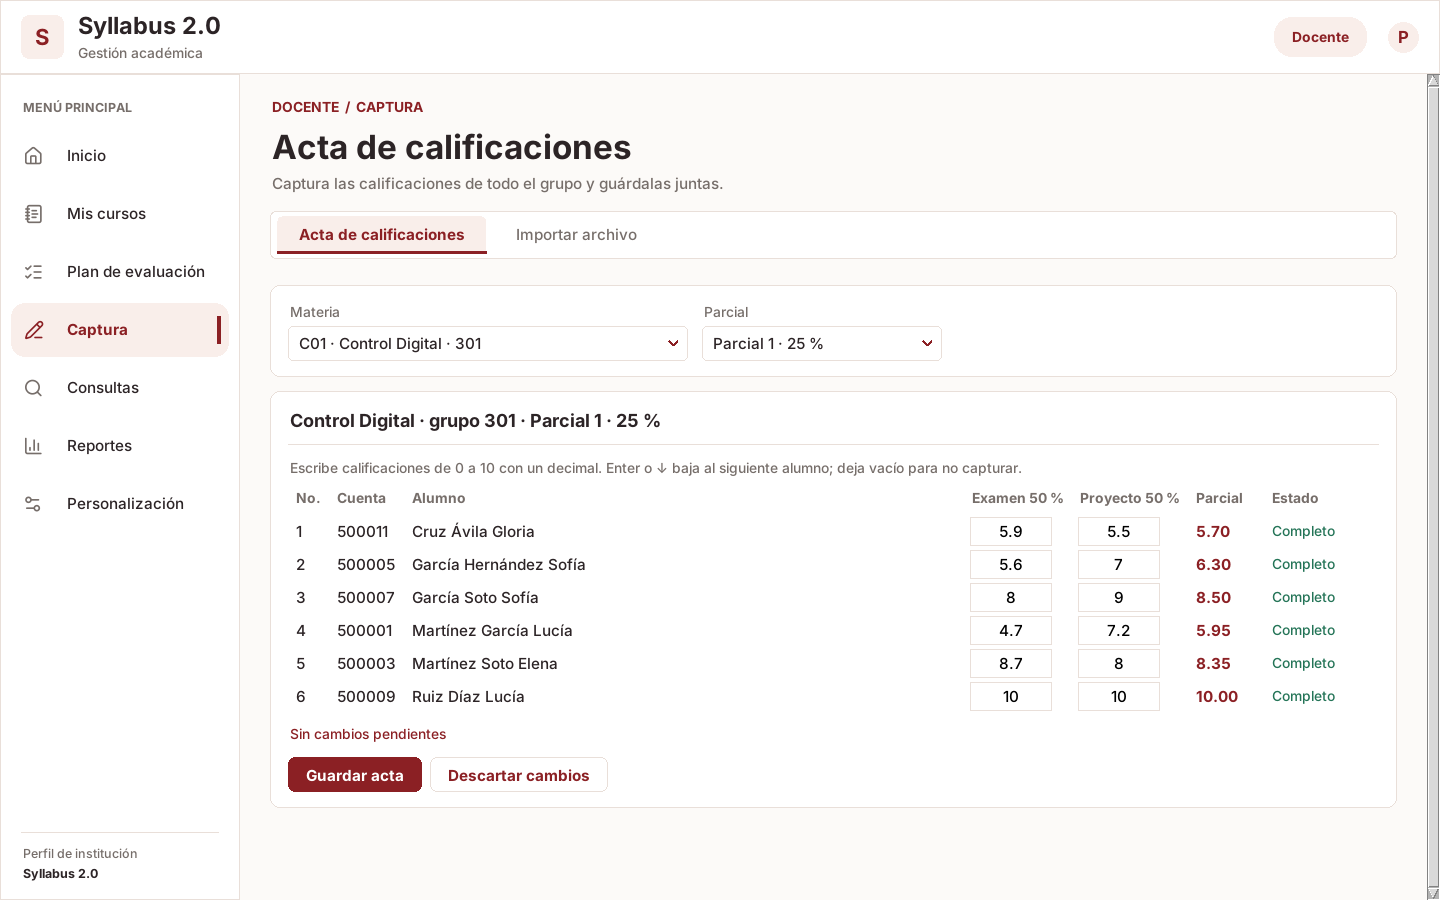 S
Syllabus 2.0
Gestión académica
Docente
P
MENÚ PRINCIPAL
Inicio
Mis cursos
Plan de evaluación
Captura
Consultas
Reportes
Personalización
Perfil de institución
Syllabus 2.0
DOCENTE / CAPTURA
Acta de calificaciones
Captura las calificaciones de todo el grupo y guárdalas juntas.
Acta de calificaciones Importar archivo
Materia Parcial
C01 · Control Digital · 301 Parcial 1 · 25 %
Control Digital · grupo 301 · Parcial 1 · 25 %
Escribe calificaciones de 0 a 10 con un decimal. Enter o ↓ baja al siguiente alumno; deja vacío para no capturar.
No. Cuenta Alumno Examen 50 % Proyecto 50 % Parcial Estado
1 500011 Cruz Ávila Gloria 5.9 5.5 5.70 Completo
2 500005 García Hernández Sofía 5.6 7 6.30 Completo
3 500007 García Soto Sofía 8 9 8.50 Completo
4 500001 Martínez García Lucía 4.7 7.2 5.95 Completo
5 500003 Martínez Soto Elena 8.7 8 8.35 Completo
6 500009 Ruiz Díaz Lucía 10 10 10.00 Completo
Sin cambios pendientes
Guardar acta Descartar cambios